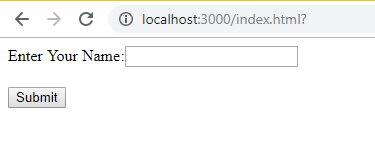 localhost:3000/index.html?
Enter Your Name:
Submit